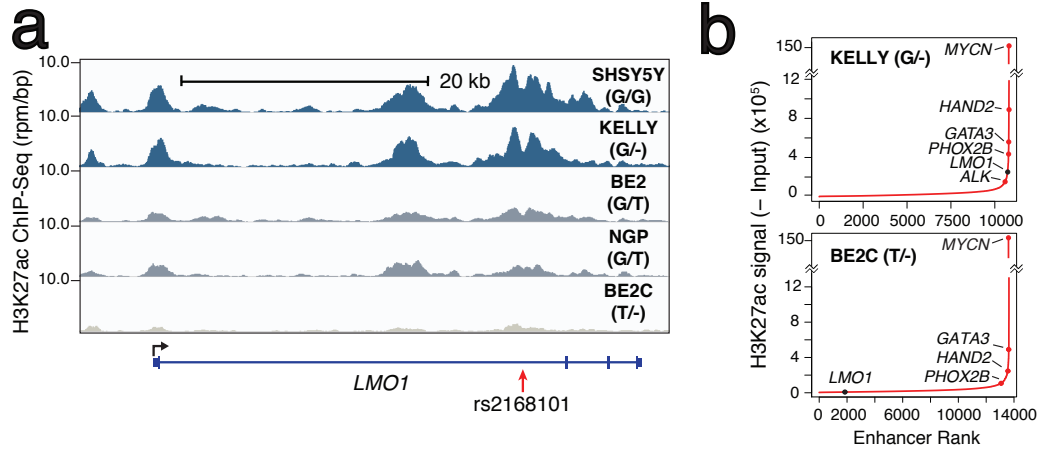 a
H3K27ac ChIP-Seq (rpm/bp)
10.0
10.0
10.0
10.0
10.0
20 kb
SHSY5Y
(G/G)
KELLY
(G/-)
BE2
(G/T)
NGP
(G/T)
BE2C
(T/-)
LMO1
rs2168101
b
H3K27ac signal (– Input) (x10⁵)
KELLY (G/-)
150
12
8
4
0
MYCN
HAND2
GATA3
PHOX2B
LMO1
ALK
0 2000 5000 7500 10000
BE2C (T/-)
150
12
8
4
0
MYCN
GATA3
HAND2
PHOX2B
LMO1
0 2000 6000 10000 14000
Enhancer Rank